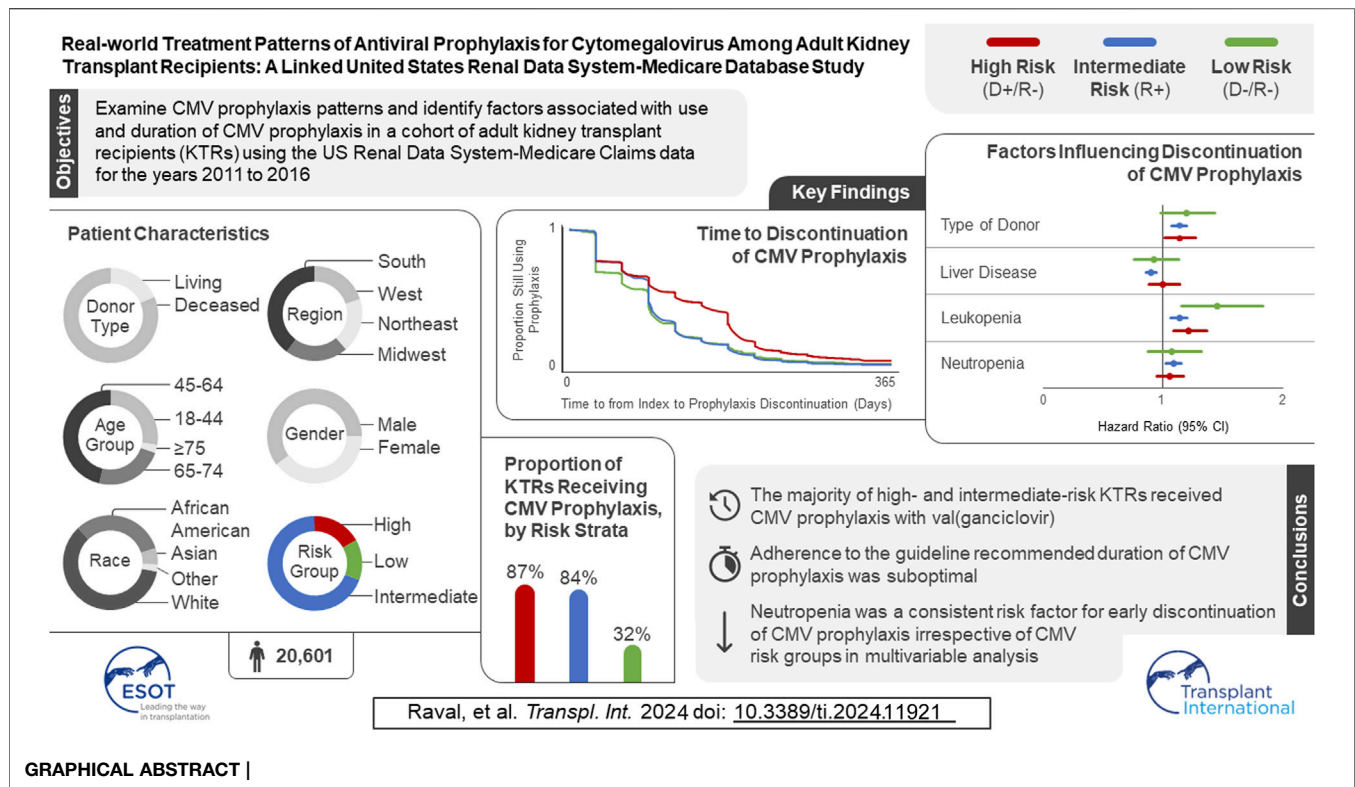 Real-world Treatment Patterns of Antiviral Prophylaxis for Cytomegalovirus Among Adult Kidney
Transplant Recipients: A Linked United States Renal Data System-Medicare Database Study
High Risk
(D+/R-)
Intermediate
Risk (R+)
Low Risk
(D-/R-)
Objectives
Examine CMV prophylaxis patterns and identify factors associated with use
and duration of CMV prophylaxis in a cohort of adult kidney transplant
recipients (KTRs) using the US Renal Data System-Medicare Claims data
for the years 2011 to 2016
Key Findings
Patient Characteristics
Donor
Type
Living
Deceased
Region
South
West
Northeast
Midwest
Age
Group
45-64
18-44
≥75
65-74
Gender
Male
Female
Race
African
American
Asian
Other
White
Risk
Group
High
Low
Intermediate
20,601
Time to Discontinuation
of CMV Prophylaxis
Proportion Still Using
Prophylaxis
1
0
0
365
Time to from Index to Prophylaxis Discontinuation (Days)
Factors Influencing Discontinuation
of CMV Prophylaxis
Type of Donor
Liver Disease
Leukopenia
Neutropenia
0
1
2
Hazard Ratio (95% CI)
Proportion of
KTRs Receiving
CMV Prophylaxis,
by Risk Strata
87%
84%
32%
Conclusions
The majority of high- and intermediate-risk KTRs received
CMV prophylaxis with val(ganciclovir)
Adherence to the guideline recommended duration of CMV
prophylaxis was suboptimal
Neutropenia was a consistent risk factor for early discontinuation
of CMV prophylaxis irrespective of CMV
risk groups in multivariable analysis
ESOT
Leading the way
in transplantation
Raval, et al. Transpl. Int. 2024 doi: 10.3389/ti.2024.11921
Transplant
International
GRAPHICAL ABSTRACT |